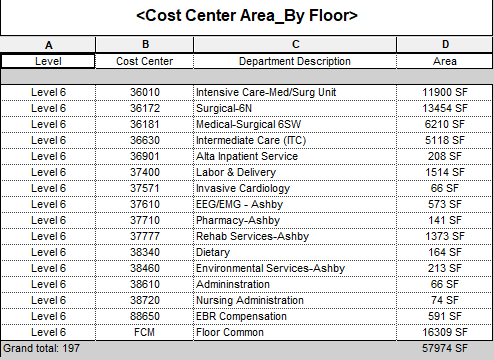 <Cost Center Area_By Floor>
A B C D
Level Cost Center Department Description Area
Level 6 36010 Intensive Care-Med/Surg Unit 11900 SF
Level 6 36172 Surgical-6N 13454 SF
Level 6 36181 Medical-Surgical 6SW 6210 SF
Level 6 36630 Intermediate Care (ITC) 5118 SF
Level 6 36901 Alta Inpatient Service 208 SF
Level 6 37400 Labor & Delivery 1514 SF
Level 6 37571 Invasive Cardiology 66 SF
Level 6 37610 EEG/EMG - Ashby 573 SF
Level 6 37710 Pharmacy-Ashby 141 SF
Level 6 37777 Rehab Services-Ashby 1373 SF
Level 6 38340 Dietary 164 SF
Level 6 38460 Environmental Services-Ashby 213 SF
Level 6 38610 Admininstration 66 SF
Level 6 38720 Nursing Administration 74 SF
Level 6 88650 EBR Compensation 591 SF
Level 6 FCM Floor Common 16309 SF
Grand total: 197 57974 SF